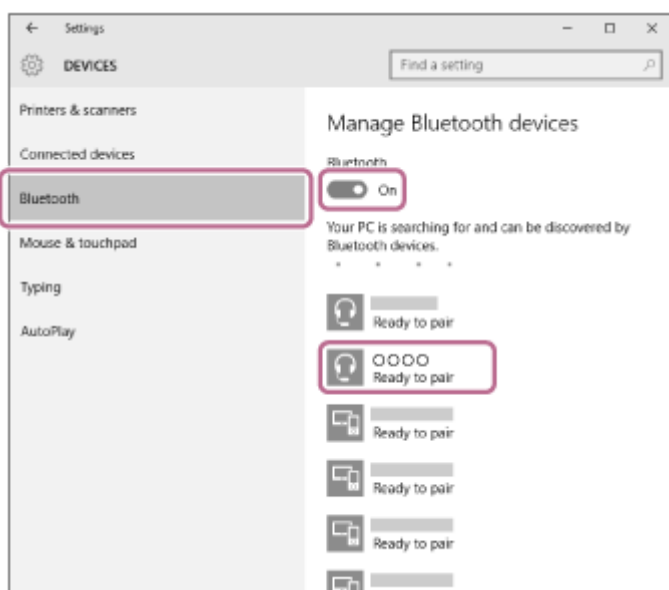 Settings
DEVICES
Find a setting
Printers & scanners
Connected devices
Bluetooth
Mouse & touchpad
Typing
AutoPlay
Manage Bluetooth devices
Bluetooth
On
Your PC is searching for and can be discovered by
Bluetooth devices.
Ready to pair
OOOO
Ready to pair
Ready to pair
Ready to pair
Ready to pair